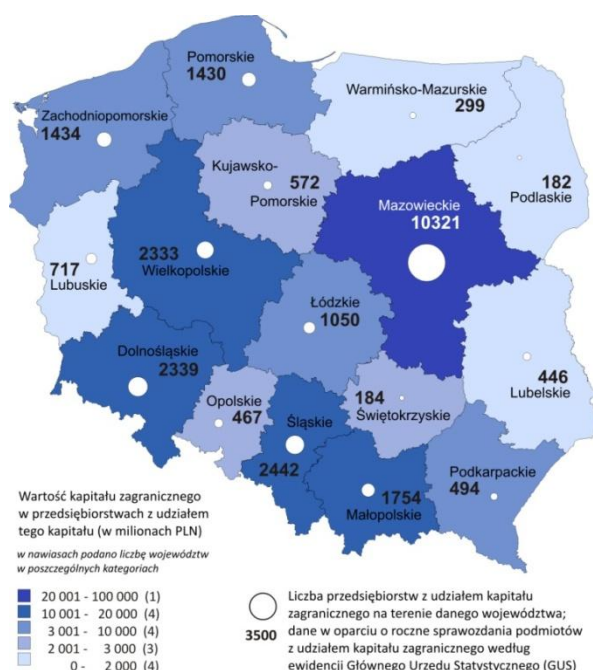 Pomorskie
1430
Warmińsko-Mazurskie
299
Zachodniopomorskie
1434
Kujawsko-
572
Pomorskie
182
Podlaskie
Mazowieckie
10321
2333
Wielkopolskie
717
Lubuskie
Łódzkie
1050
Dolnośląskie
2339
446
Lubelskie
Opolskie
467
184
Świętokrzyskie
Śląskie
2442
Podkarpackie
494
1754
Małopolskie
Wartość kapitału zagranicznego
w przedsiębiorstwach z udziałem
tego kapitału (w milionach PLN)
w nawiasach podano liczbę województw
w poszczególnych kategoriach
20 001 - 100 000 (1)
10 001 - 20 000 (4)
3 001 - 10 000 (4)
2 001 - 3 000 (3)
0 - 2 000 (4)
3500
Liczba przedsiębiorstw z udziałem kapitału
zagranicznego na terenie danego województwa;
dane w oparciu o roczne sprawozdania podmiotów
z udziałem kapitału zagranicznego według
ewidencji Głównego Urzędu Statystycznego (GUS)